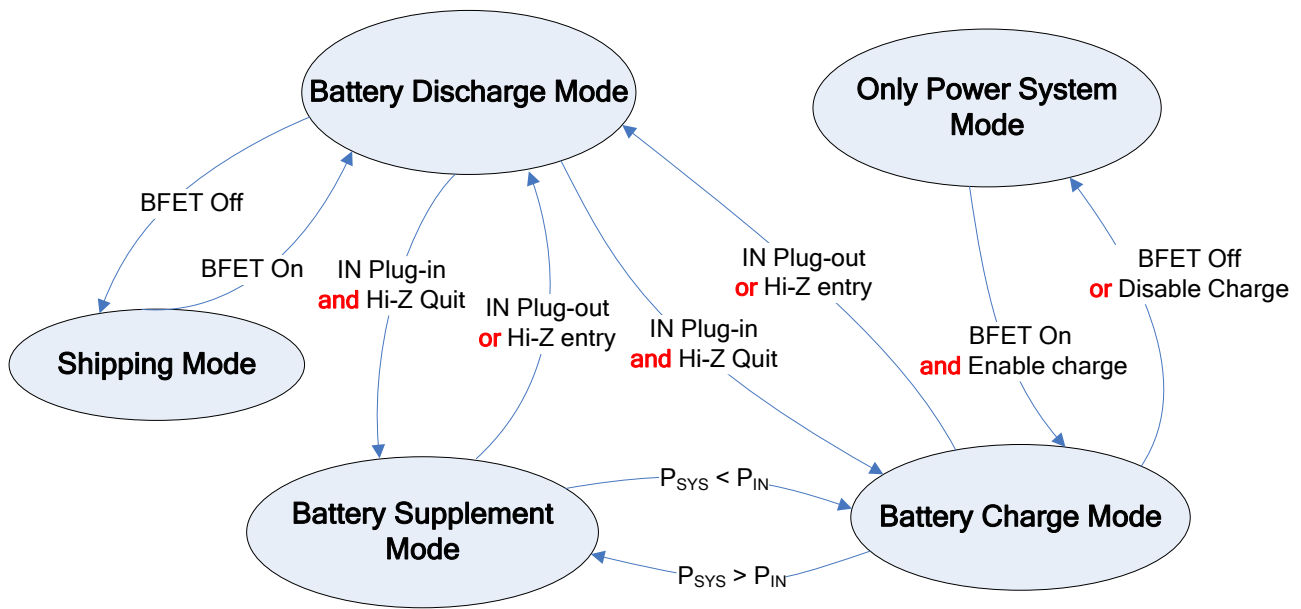 Battery Discharge Mode
Only Power System
Mode
BFET Off
BFET On
IN Plug-in
and Hi-Z Quit
IN Plug-out
or Hi-Z entry
IN Plug-in
and Hi-Z Quit
IN Plug-out
or Hi-Z entry
BFET On
and Enable charge
BFET Off
or Disable Charge
Shipping Mode
Battery Supplement
Mode
PSYS < PIN
PSYS > PIN
Battery Charge Mode